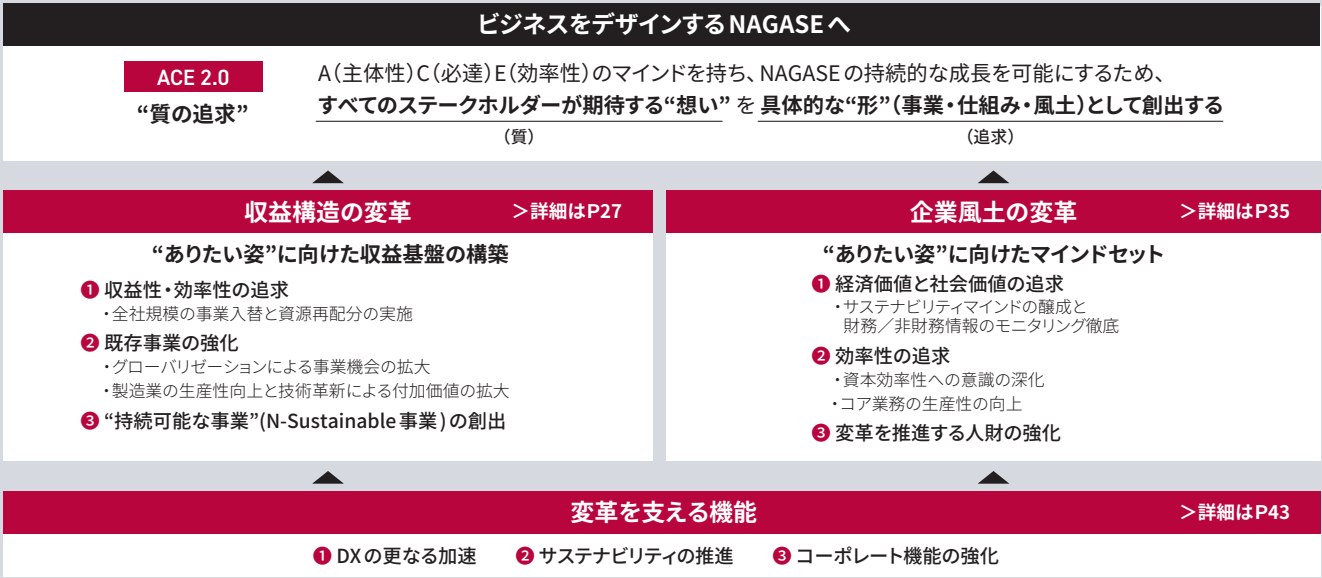 ビジネスをデザインするNAGASEへ
ACE 2.0
“質の追求”
A（主体性）C（必達）E（効率性）のマインドを持ち、NAGASEの持続的な成長を可能にするため、
すべてのステークホルダーが期待する“想い” を 具体的な“形”（事業・仕組み・風土）として創出する
（質）
（追求）
収益構造の変革 ＞詳細はP27
“ありたい姿”に向けた収益基盤の構築
❶ 収益性・効率性の追求
・全社規模の事業入替と資源再配分の実施
❷ 既存事業の強化
・グローバリゼーションによる事業機会の拡大
・製造業の生産性向上と技術革新による付加価値の拡大
❸ “持続可能な事業”(N-Sustainable事業)の創出
企業風土の変革 ＞詳細はP35
“ありたい姿”に向けたマインドセット
❶ 経済価値と社会価値の追求
・サステナビリティマインドの醸成と
財務／非財務情報のモニタリング徹底
❷ 効率性の追求
・資本効率性への意識の深化
・コア業務の生産性の向上
❸ 変革を推進する人財の強化
変革を支える機能 ＞詳細はP43
❶ DXの更なる加速 ❷ サステナビリティの推進 ❸ コーポレート機能の強化